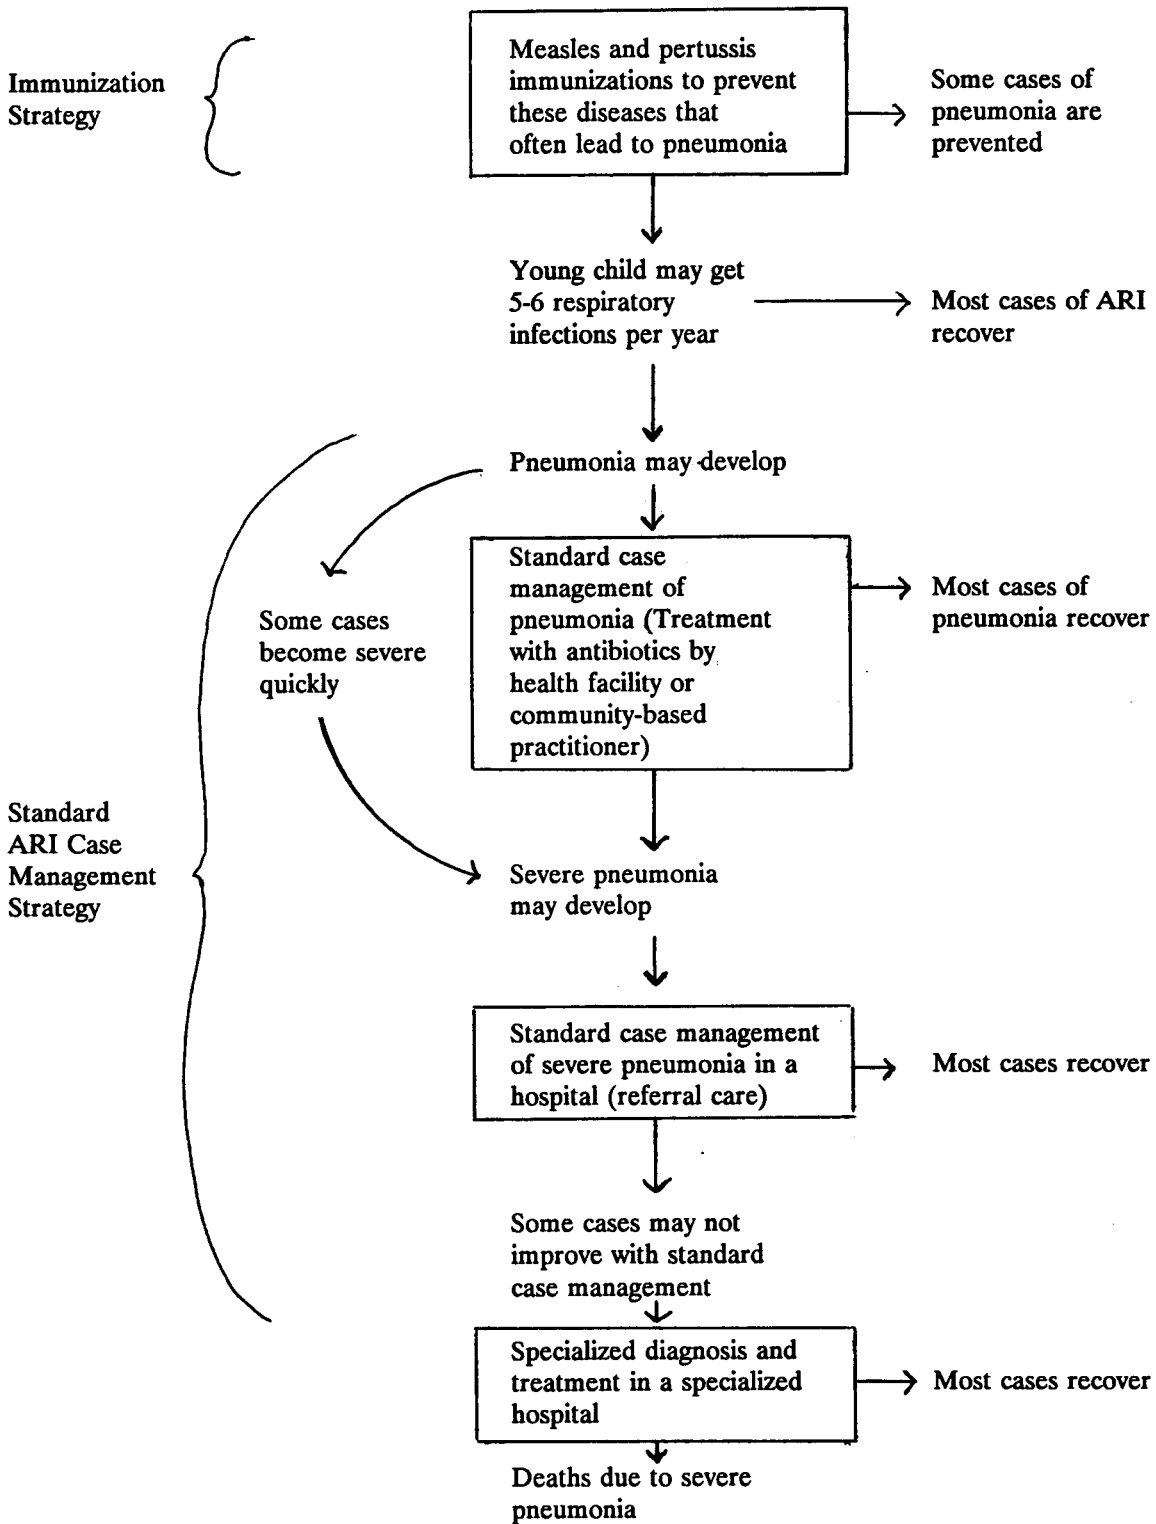 Immunization
Strategy
Measles and pertussis
immunizations to prevent
these diseases that
often lead to pneumonia
Some cases of
pneumonia are
prevented
Young child may get
5-6 respiratory
infections per year
Most cases of ARI
recover
Pneumonia may develop
Some cases
become severe
quickly
Standard case
management of
pneumonia (Treatment
with antibiotics by
health facility or
community-based
practitioner)
Most cases of
pneumonia recover
Standard
ARI Case
Management
Strategy
Severe pneumonia
may develop
Standard case management
of severe pneumonia in a
hospital (referral care)
Most cases recover
Some cases may not
improve with standard
case management
Specialized diagnosis and
treatment in a specialized
hospital
Most cases recover
Deaths due to severe
pneumonia